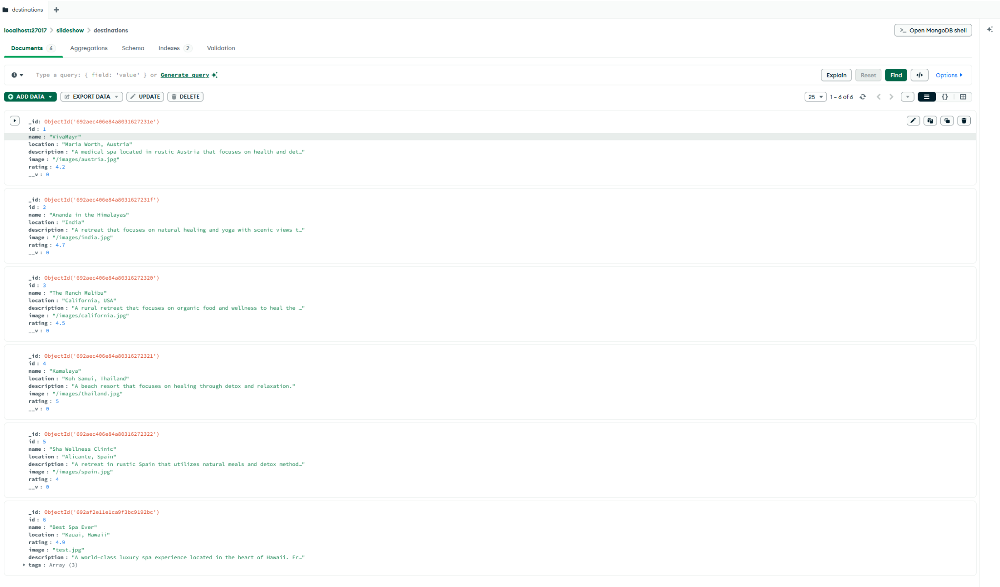 destinations
localhost:27017 > slideshow > destinations
>_ Open MongoDB shell
Documents 6 Aggregations Schema Indexes 2 Validation
Type a query: { field: 'value' } or Generate query
Explain Reset Find </> Options
ADD DATA EXPORT DATA UPDATE DELETE
25 1 – 6 of 6 {}
_id: ObjectId('692aec406e84a8031627231e')
id : 1
name : "VivaMayr"
location : "Maria Worth, Austria"
description : "A medical spa located in rustic Austria that focuses on health and det…"
image : "/images/austria.jpg"
rating : 4.2
__v : 0
_id: ObjectId('692aec406e84a8031627231f')
id : 2
name : "Ananda in the Himalayas"
location : "India"
description : "A retreat that focuses on natural healing and yoga with scenic views t…"
image : "/images/india.jpg"
rating : 4.7
__v : 0
_id: ObjectId('692aec406e84a80316272320')
id : 3
name : "The Ranch Malibu"
location : "California, USA"
description : "A rural retreat that focuses on organic food and wellness to heal the …"
image : "/images/california.jpg"
rating : 4.5
__v : 0
_id: ObjectId('692aec406e84a80316272321')
id : 4
name : "Kamalaya"
location : "Koh Samui, Thailand"
description : "A beach resort that focuses on healing through detox and relaxation."
image : "/images/thailand.jpg"
rating : 5
__v : 0
_id: ObjectId('692aec406e84a80316272322')
id : 5
name : "Sha Wellness Clinic"
location : "Alicante, Spain"
description : "A retreat in rustic Spain that utilizes natural meals and detox method…"
image : "/images/spain.jpg"
rating : 4
__v : 0
_id: ObjectId('692af2e11e1ca9f3bc9192bc')
id : 6
name : "Best Spa Ever"
location : "Kauai, Hawaii"
rating : 4.9
image : "test.jpg"
description : "A world-class luxury spa experience located in the heart of Hawaii. Fr…"
tags : Array (3)